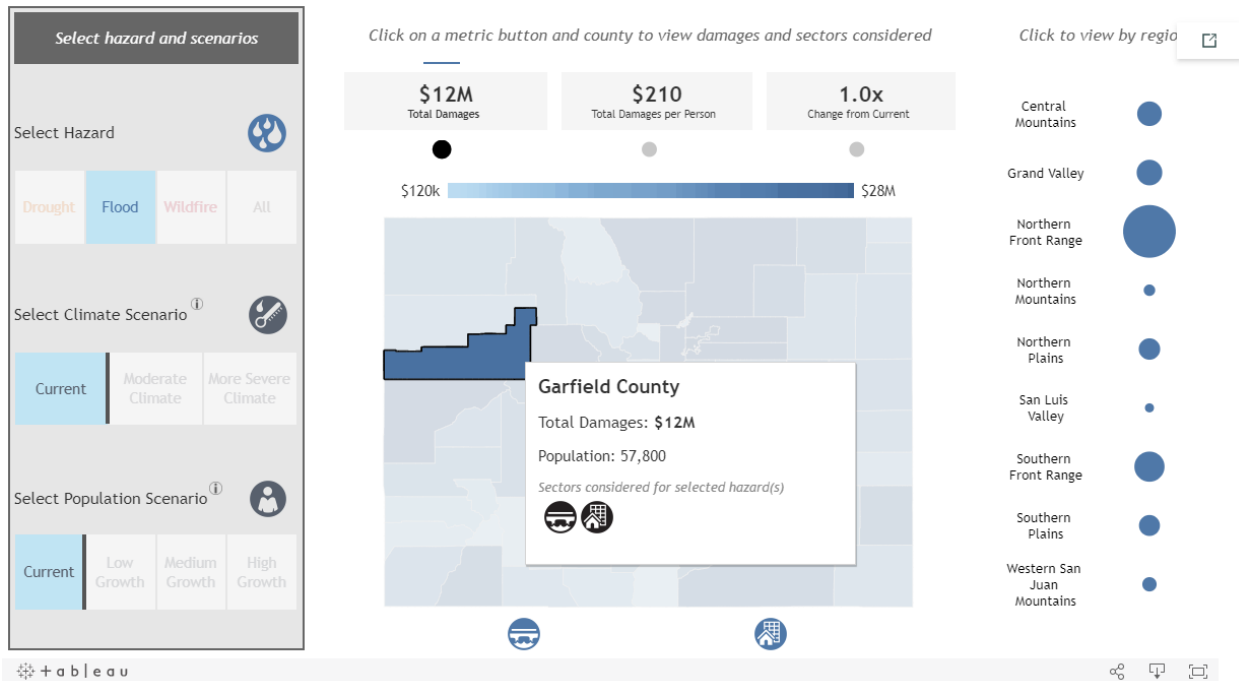 Select hazard and scenarios
Select Hazard
Drought
Flood
Wildfire
All
Select Climate Scenario
Current
Moderate
Climate
More Severe
Climate
Select Population Scenario
Current
Low
Growth
Medium
Growth
High
Growth
Click on a metric button and county to view damages and sectors considered
$12M
Total Damages
$210
Total Damages per Person
1.0x
Change from Current
$120k
$28M
Garfield County
Total Damages: $12M
Population: 57,800
Sectors considered for selected hazard(s)
Click to view by regio
Central
Mountains
Grand Valley
Northern
Front Range
Northern
Mountains
Northern
Plains
San Luis
Valley
Southern
Front Range
Southern
Plains
Western San
Juan
Mountains
+ a b | e a u